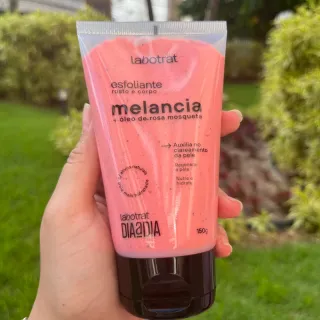 labotrat
esfoliante
rosto e corpo
melancia
+ óleo de rosa mosqueta
Auxilia no
clareamento
da pele
labotrat
DIA@DIA
150g